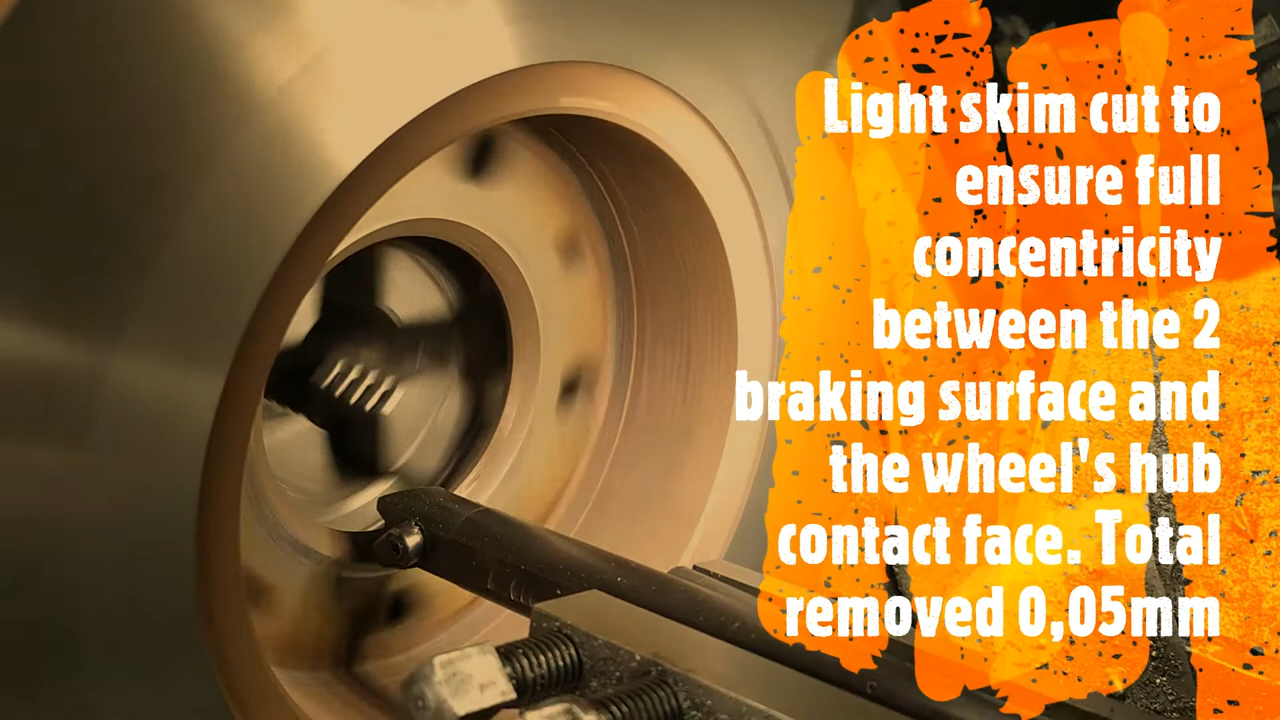 Light skim cut to
ensure full
concentricity
between the 2
braking surface and
the wheel's hub
contact face. Total
removed 0,05mm